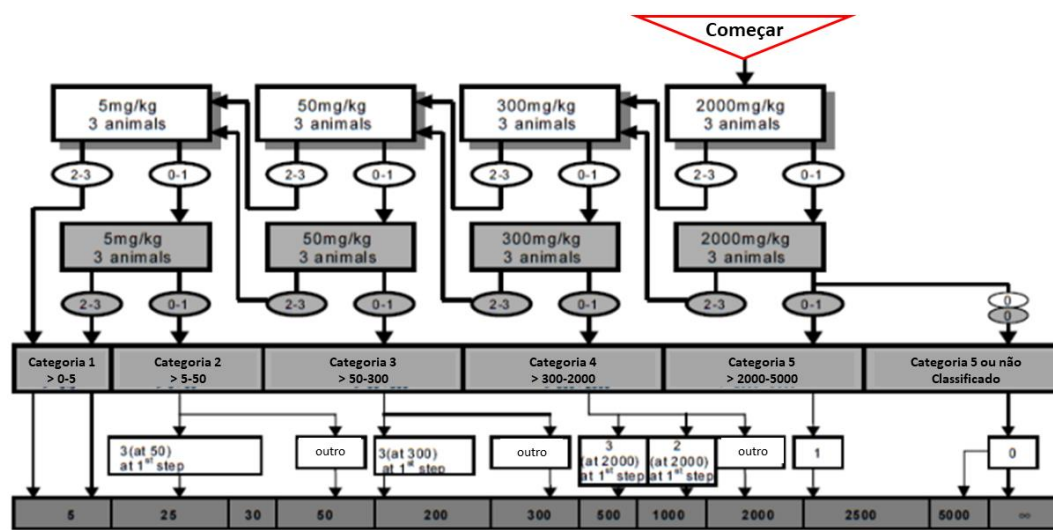 Começar
5mg/kg
3 animals
50mg/kg
3 animals
300mg/kg
3 animals
2000mg/kg
3 animals
2-3
0-1
2-3
0-1
2-3
0-1
2-3
0-1
5mg/kg
3 animals
50mg/kg
3 animals
300mg/kg
3 animals
2000mg/kg
3 animals
2-3
0-1
2-3
0-1
2-3
0-1
2-3
0-1
0
0
Categoria 1
> 0-5
Categoria 2
> 5-50
Categoria 3
> 50-300
Categoria 4
> 300-2000
Categoria 5
> 2000-5000
Categoria 5 ou não
Classificado
3(at 50)
at 1st step
outro
3(at 300)
at 1st step
outro
3
(at 2000)
at 1st step
2
(at 2000)
at 1st step
outro
1
0
5
25
30
50
200
300
500
1000
2000
2500
5000
∞